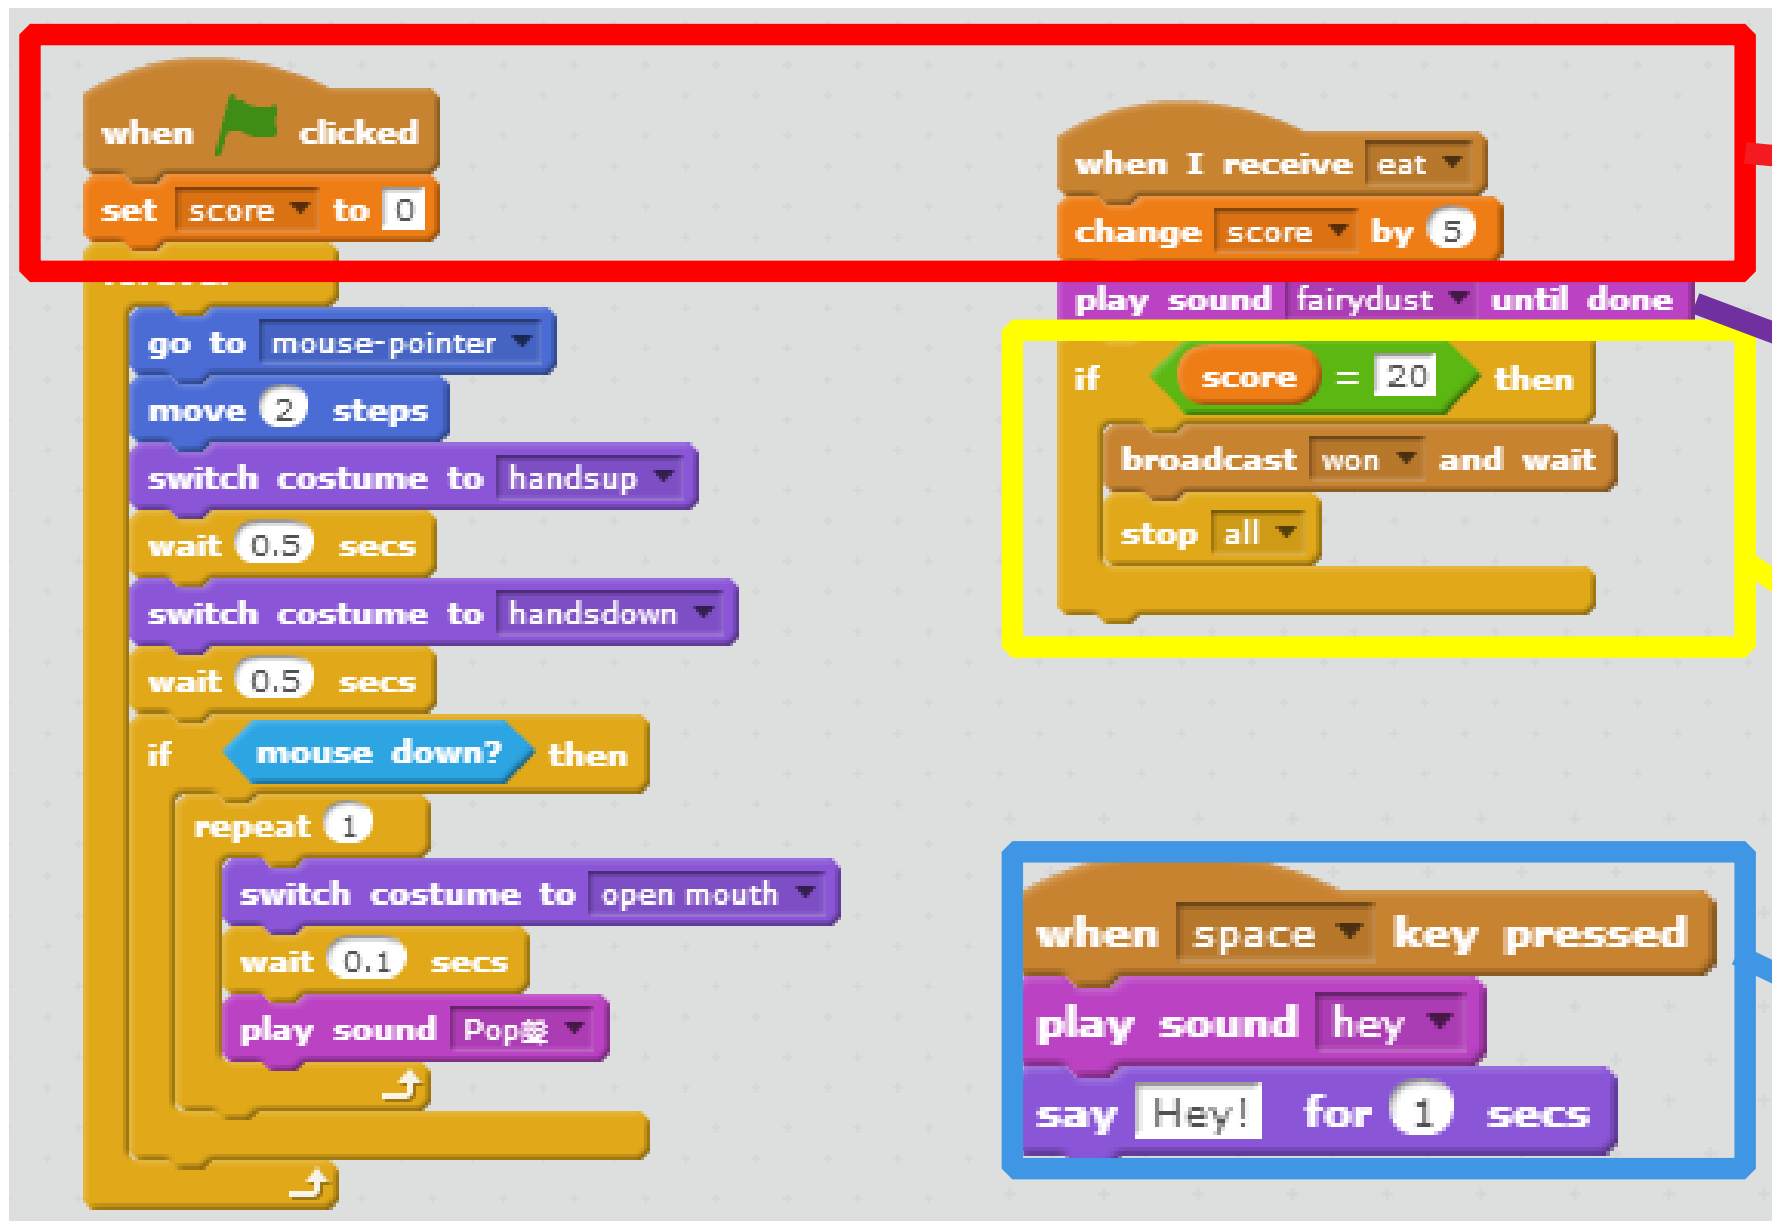 when clicked
set score to 0
forever
go to mouse-pointer
move 2 steps
switch costume to handsup
wait 0.5 secs
switch costume to handsdown
wait 0.5 secs
if mouse down? then
repeat 1
switch costume to open mouth
wait 0.1 secs
play sound Pop
when I receive eat
change score by 5
play sound fairydust until done
if score = 20 then
broadcast won and wait
stop all
when space key pressed
play sound hey
say Hey! for 1 secs